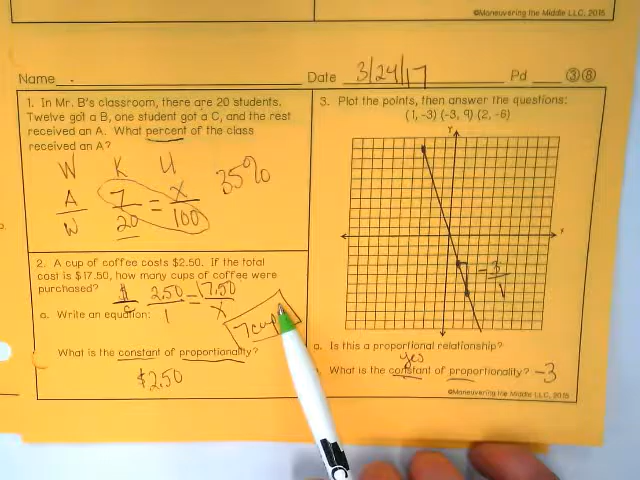 ©Maneuvering the Middle LLC, 2015
Name
Date 3/24/17 Pd ③⑧
1. In Mr. B's classroom, there are 20 students.
Twelve got a B, one student got a C, and the rest
received an A. What percent of the class
received an A?
W K U
A/W 7/20 = x/100 35%
2. A cup of coffee costs $2.50. If the total
cost is $17.50, how many cups of coffee were
purchased?
$/c 2.50/1 = 17.50/x
a. Write an equation:
7 cups
What is the constant of proportionality?
$2.50
3. Plot the points, then answer the questions:
(1, -3) (-3, 9) (2, -6)
Y
X
-3/1
a. Is this a proportional relationship?
yes
What is the constant of proportionality? -3
©Maneuvering the Middle LLC, 2015